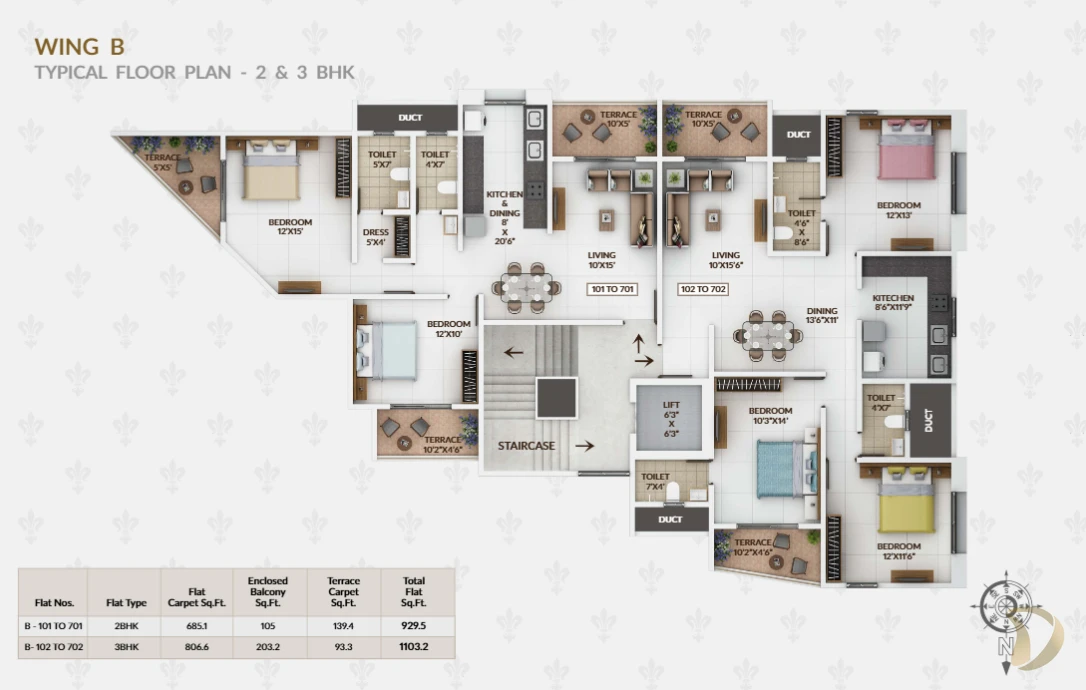 WING B
TYPICAL FLOOR PLAN - 2 & 3 BHK
DUCT
TERRACE
10'X5'
TERRACE
10'X5'
DUCT
TERRACE
5'X5'
TOILET
5'X7'
TOILET
4'X7'
BEDROOM
12'X15'
DRESS
5'X4'
KITCHEN
&
DINING
8'
X
20'6"
LIVING
10'X15'
101 TO 701
LIVING
10'X15'6"
102 TO 702
TOILET
4'6"
X
8'6"
BEDROOM
12'X13'
KITECHEN
8'6"X11'9"
DINING
13'6"X11'
BEDROOM
12'X10'
TERRACE
10'2"X4'6"
STAIRCASE
LIFT
6'3"
X
6'3"
BEDROOM
10'3"X14'
TOILET
4'X7'
DUCT
TOILET
7'X4'
DUCT
TERRACE
10'2"X4'6"
BEDROOM
12'X11'6"
Flat Nos. Flat Type Flat Carpet Sq.Ft. Enclosed Balcony Sq.Ft. Terrace Carpet Sq.Ft. Total Flat Sq.Ft.
B - 101 TO 701 2BHK 685.1 105 139.4 929.5
B- 102 TO 702 3BHK 806.6 203.2 93.3 1103.2
N